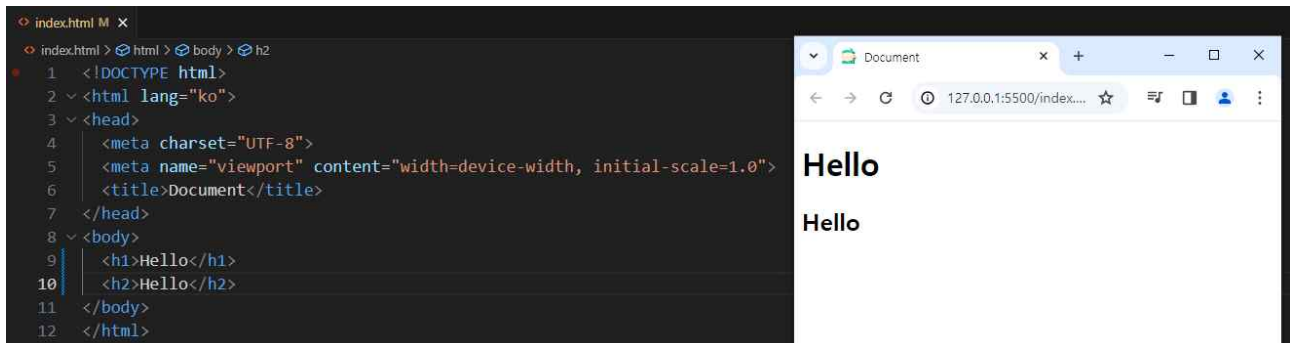 index.html M
index.html > html > body > h2
1 <!DOCTYPE html>
2 <html lang="ko">
3 <head>
4 <meta charset="UTF-8">
5 <meta name="viewport" content="width=device-width, initial-scale=1.0">
6 <title>Document</title>
7 </head>
8 <body>
9 <h1>Hello</h1>
10 <h2>Hello</h2>
11 </body>
12 </html>
Document
127.0.0.1:5500/index....
Hello
Hello